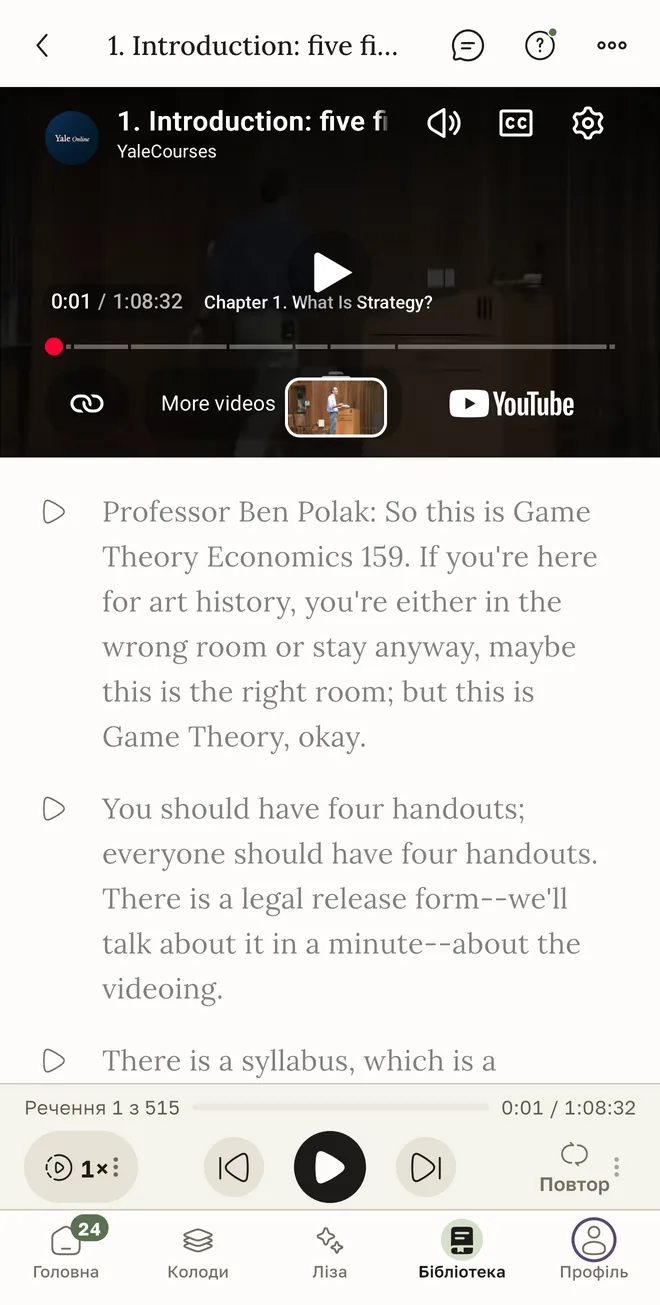 1. Introduction: five fi...
Yale Online
1. Introduction: five fi
YaleCourses
CC
0:01 / 1:08:32
Chapter 1. What Is Strategy?
More videos
YouTube
Professor Ben Polak: So this is Game
Theory Economics 159. If you're here
for art history, you're either in the
wrong room or stay anyway, maybe
this is the right room; but this is
Game Theory, okay.
You should have four handouts;
everyone should have four handouts.
There is a legal release form--we'll
talk about it in a minute--about the
videoing.
There is a syllabus, which is a
Речення 1 з 515
0:01 / 1:08:32
1×
Повтор
24
Головна
Колоди
Ліза
Бібліотека
Профіль